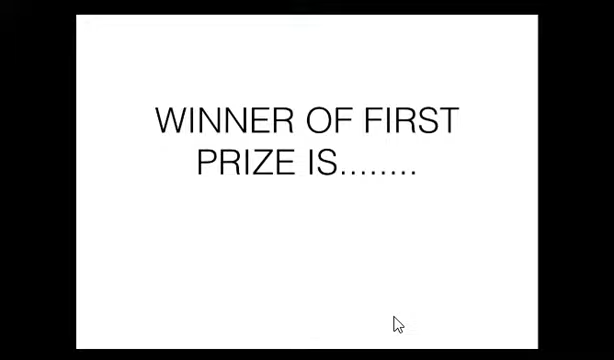 WINNER OF FIRST
PRIZE IS........